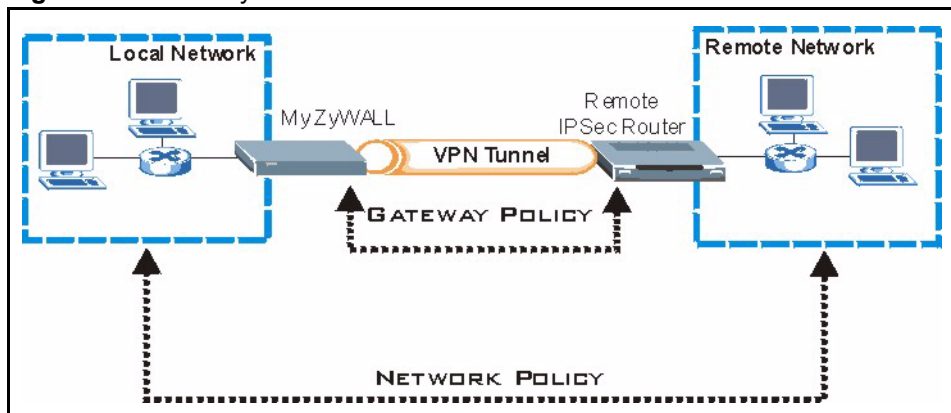 Local Network
Remote Network
MyZyWALL
Remote
IPSec Router
VPN Tunnel
GATEWAY POLICY
NETWORK POLICY